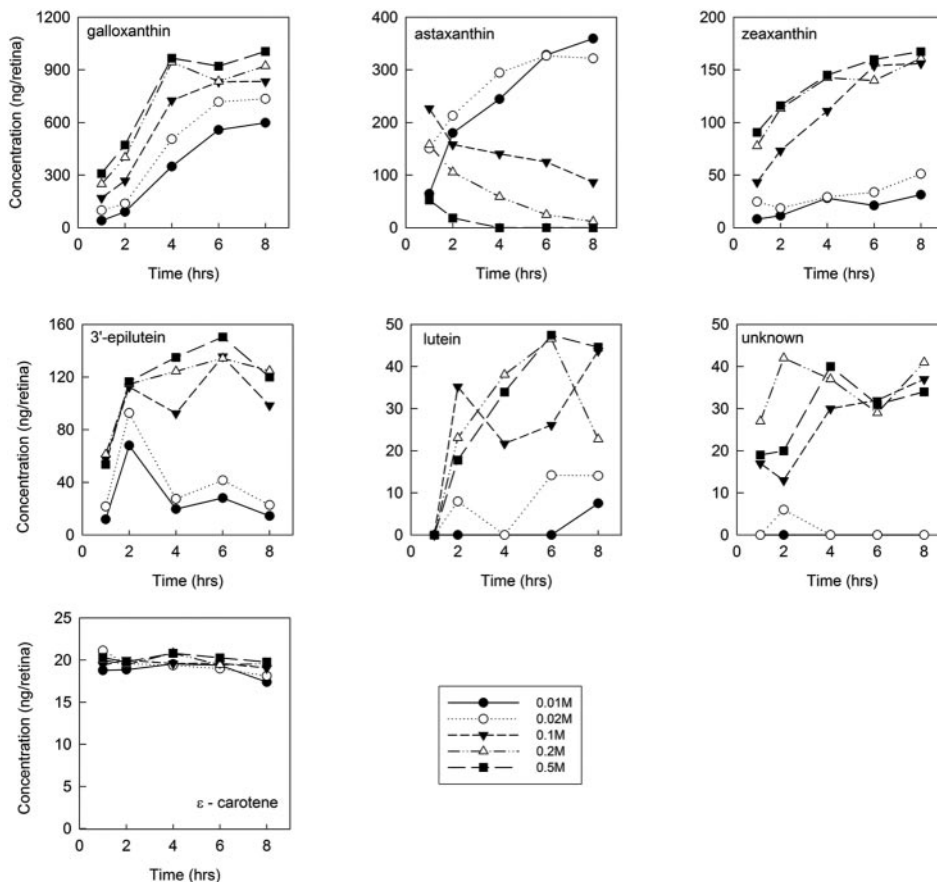 galloxanthin
Concentration (ng/retina)
1200
900
600
300
0
0 2 4 6 8
Time (hrs)
astaxanthin
400
300
200
100
0
0 2 4 6 8
Time (hrs)
zeaxanthin
200
150
100
50
0
0 2 4 6 8
Time (hrs)
3'-epilutein
Concentration (ng/retina)
160
120
80
40
0
0 2 4 6 8
Time (hrs)
lutein
50
40
30
20
10
0
0 2 4 6 8
Time (hrs)
unknown
50
40
30
20
10
0
0 2 4 6 8
Time (hrs)
Concentration (ng/retina)
25
20
15
10
5
0
ε - carotene
0 2 4 6 8
Time (hrs)
0.01M
0.02M
0.1M
0.2M
0.5M